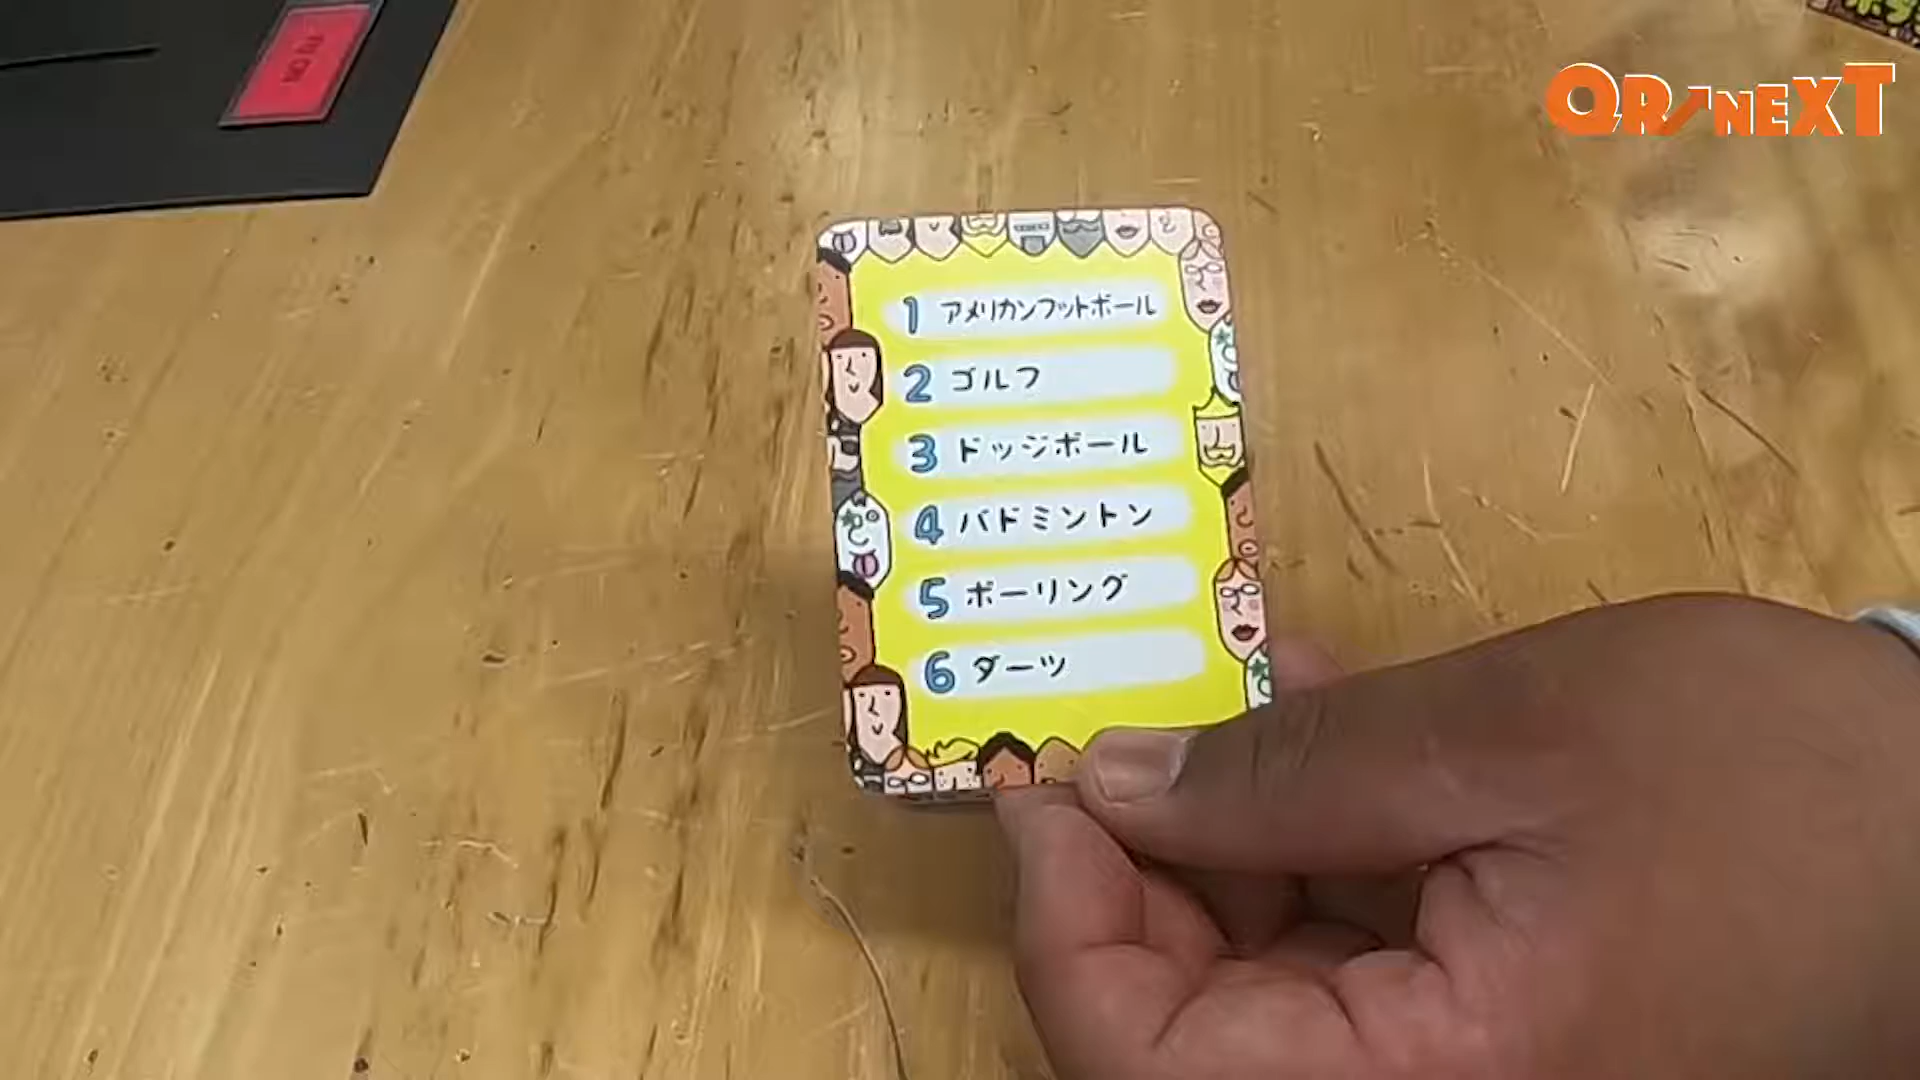 QR NEXT
1 アメリカンフットボール
2 ゴルフ
3 ドッジボール
4 バドミントン
5 ボーリング
6 ダーツ